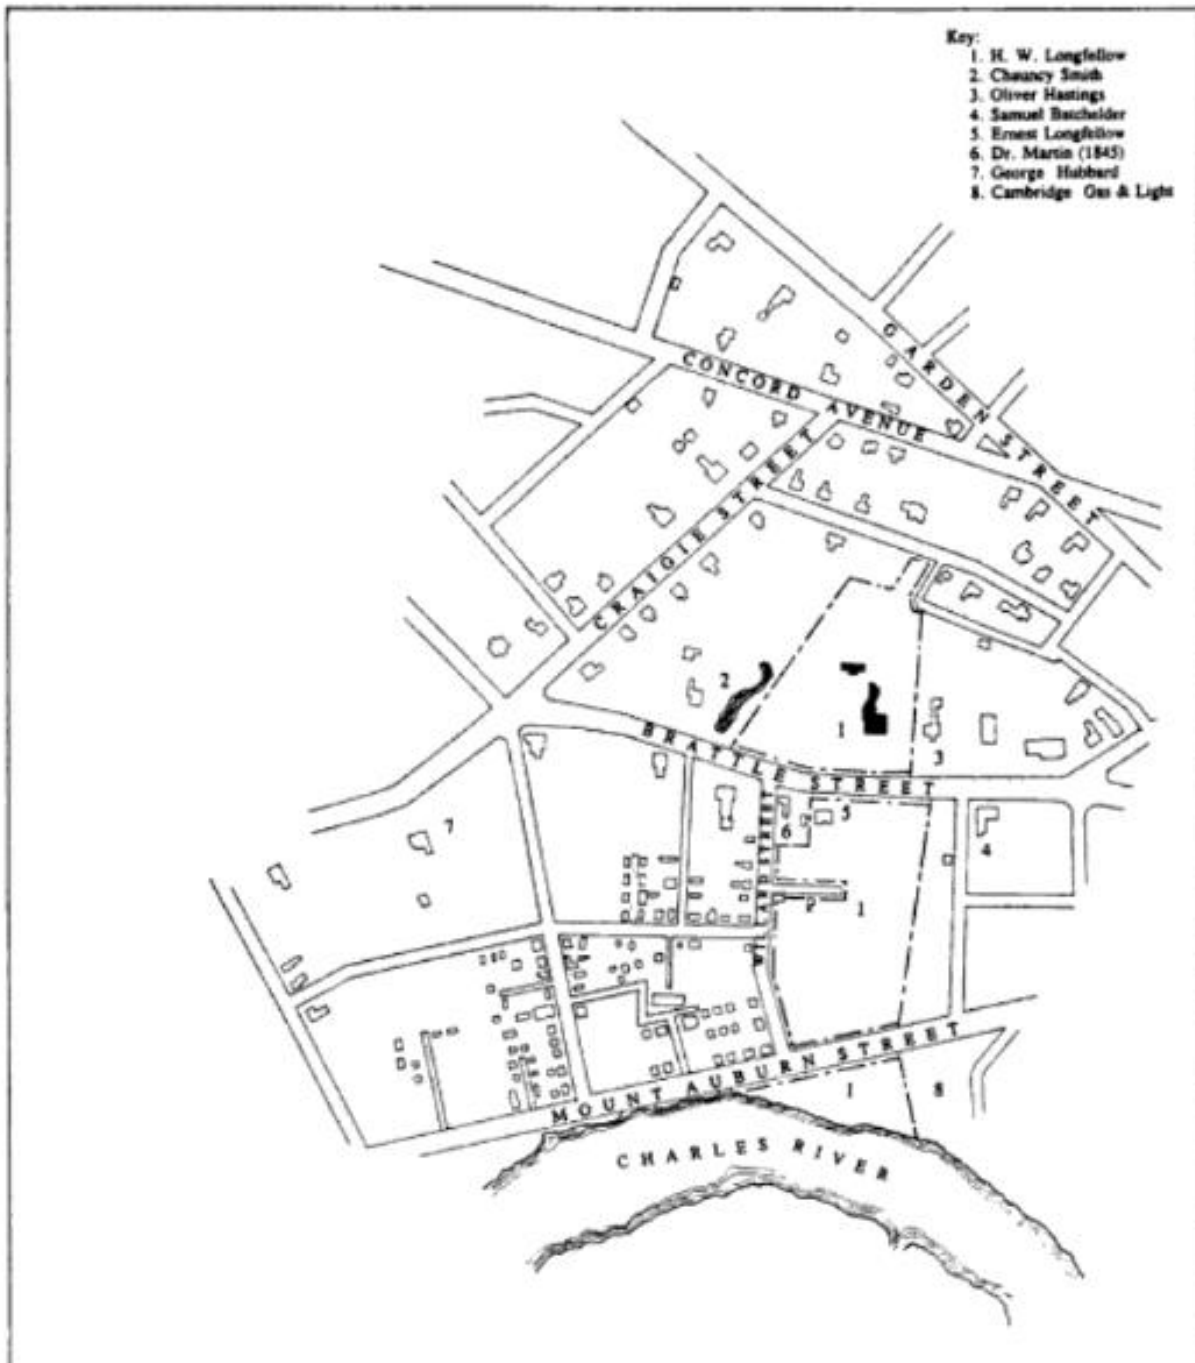 Key:
1. H. W. Longfellow
2. Chauncy Smith
3. Oliver Hastings
4. Samuel Batchelder
5. Ernest Longfellow
6. Dr. Martin (1845)
7. George Hubbard
8. Cambridge Gas & Light
GARDEN STREET
CONCORD AVENUE
CRAIGIE STREET
2
1
3
BRATTLE STREET
6
5
4
7
1
MOUNT AUBURN STREET
1
8
CHARLES RIVER